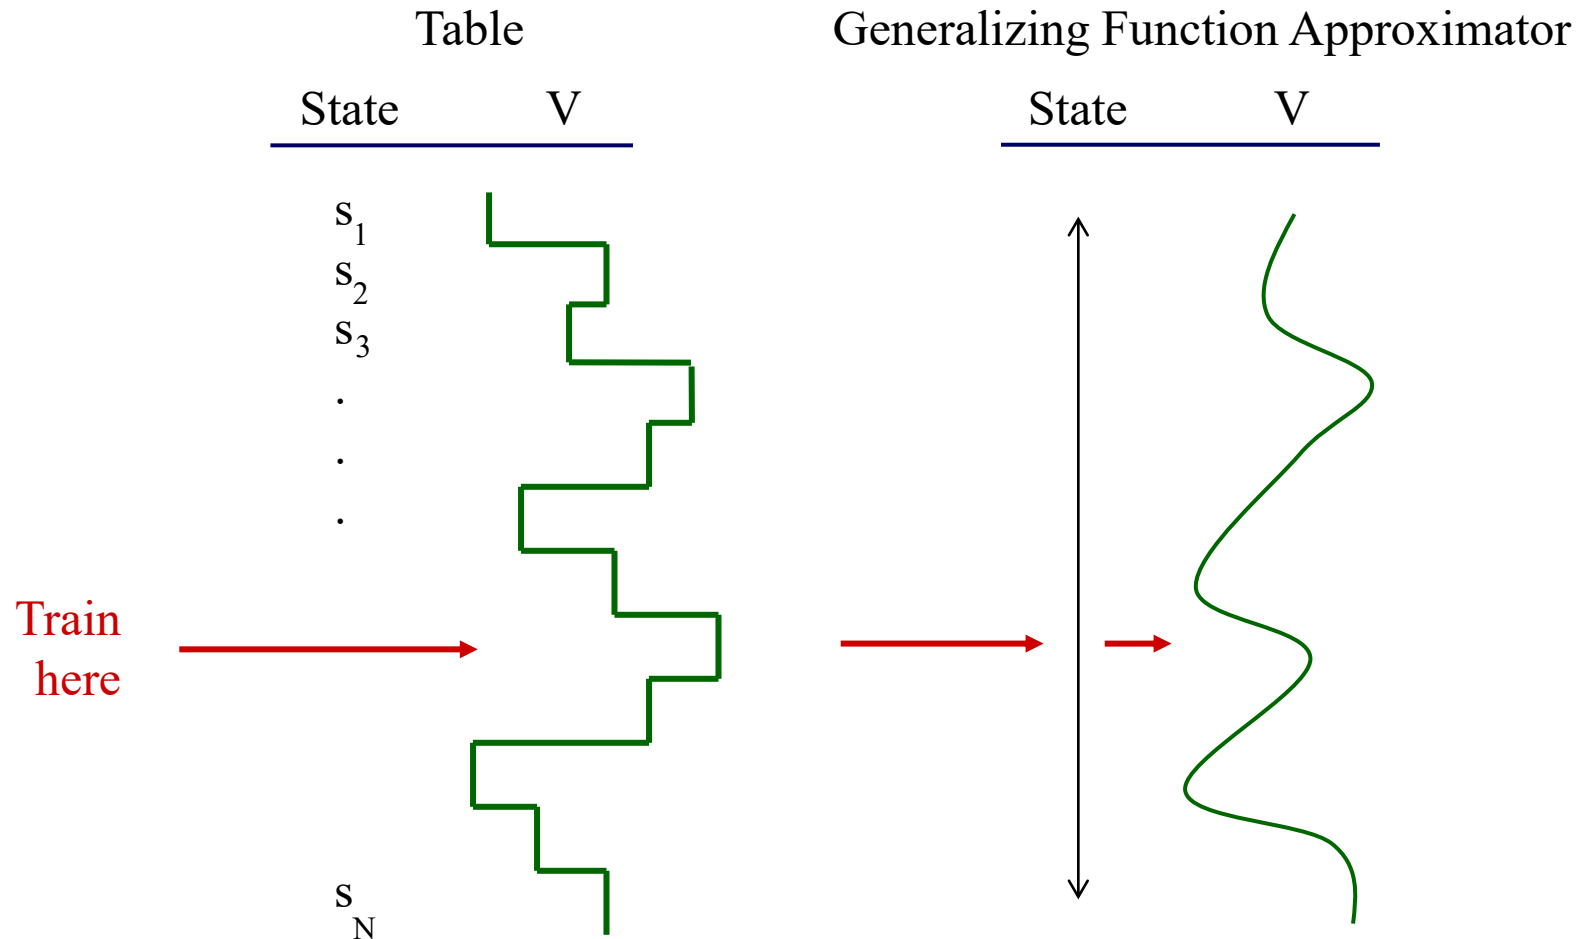 Table
Generalizing Function Approximator
State V
State V
s1
s2
s3
.
.
.
Train
here
sN